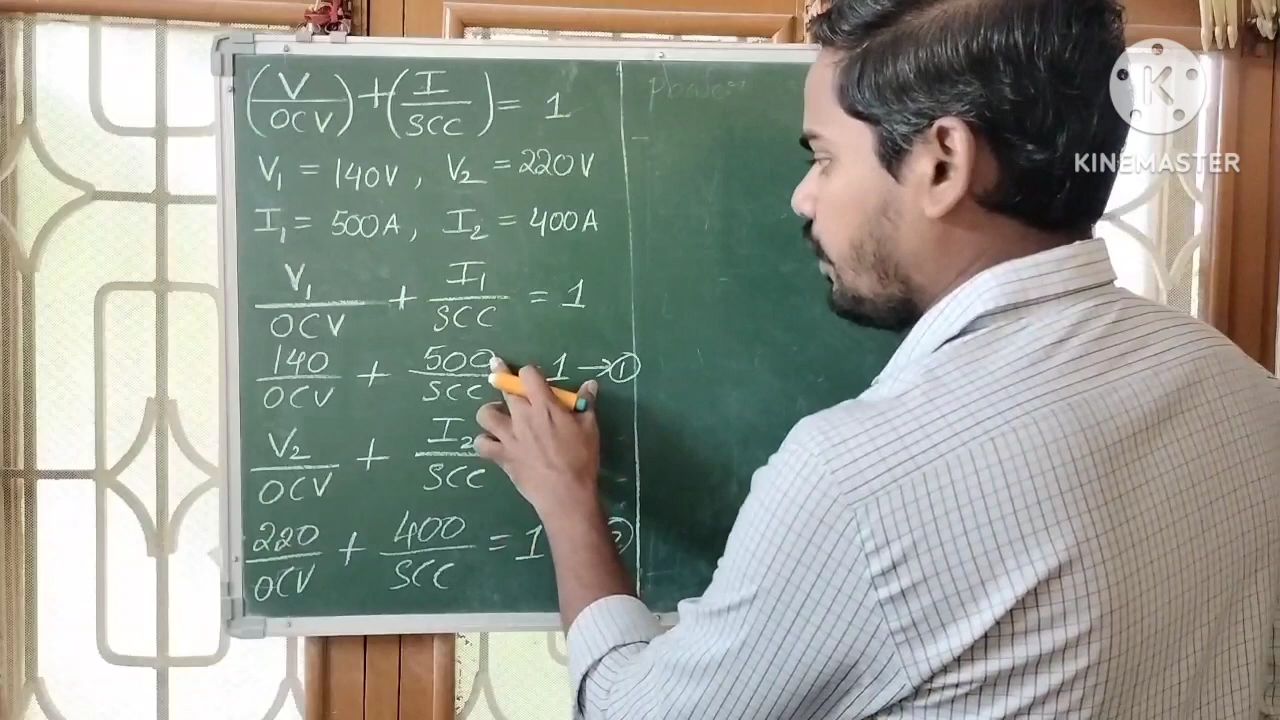 (V/OCV) + (I/SCC) = 1
V₁ = 140V, V₂ = 220V
I₁ = 500A, I₂ = 400A
V₁/OCV + I₁/SCC = 1
140/OCV + 500/SCC 1 → ①
V₂/OCV + I₂/SCC
220/OCV + 400/SCC = 1
K
KINEMASTER